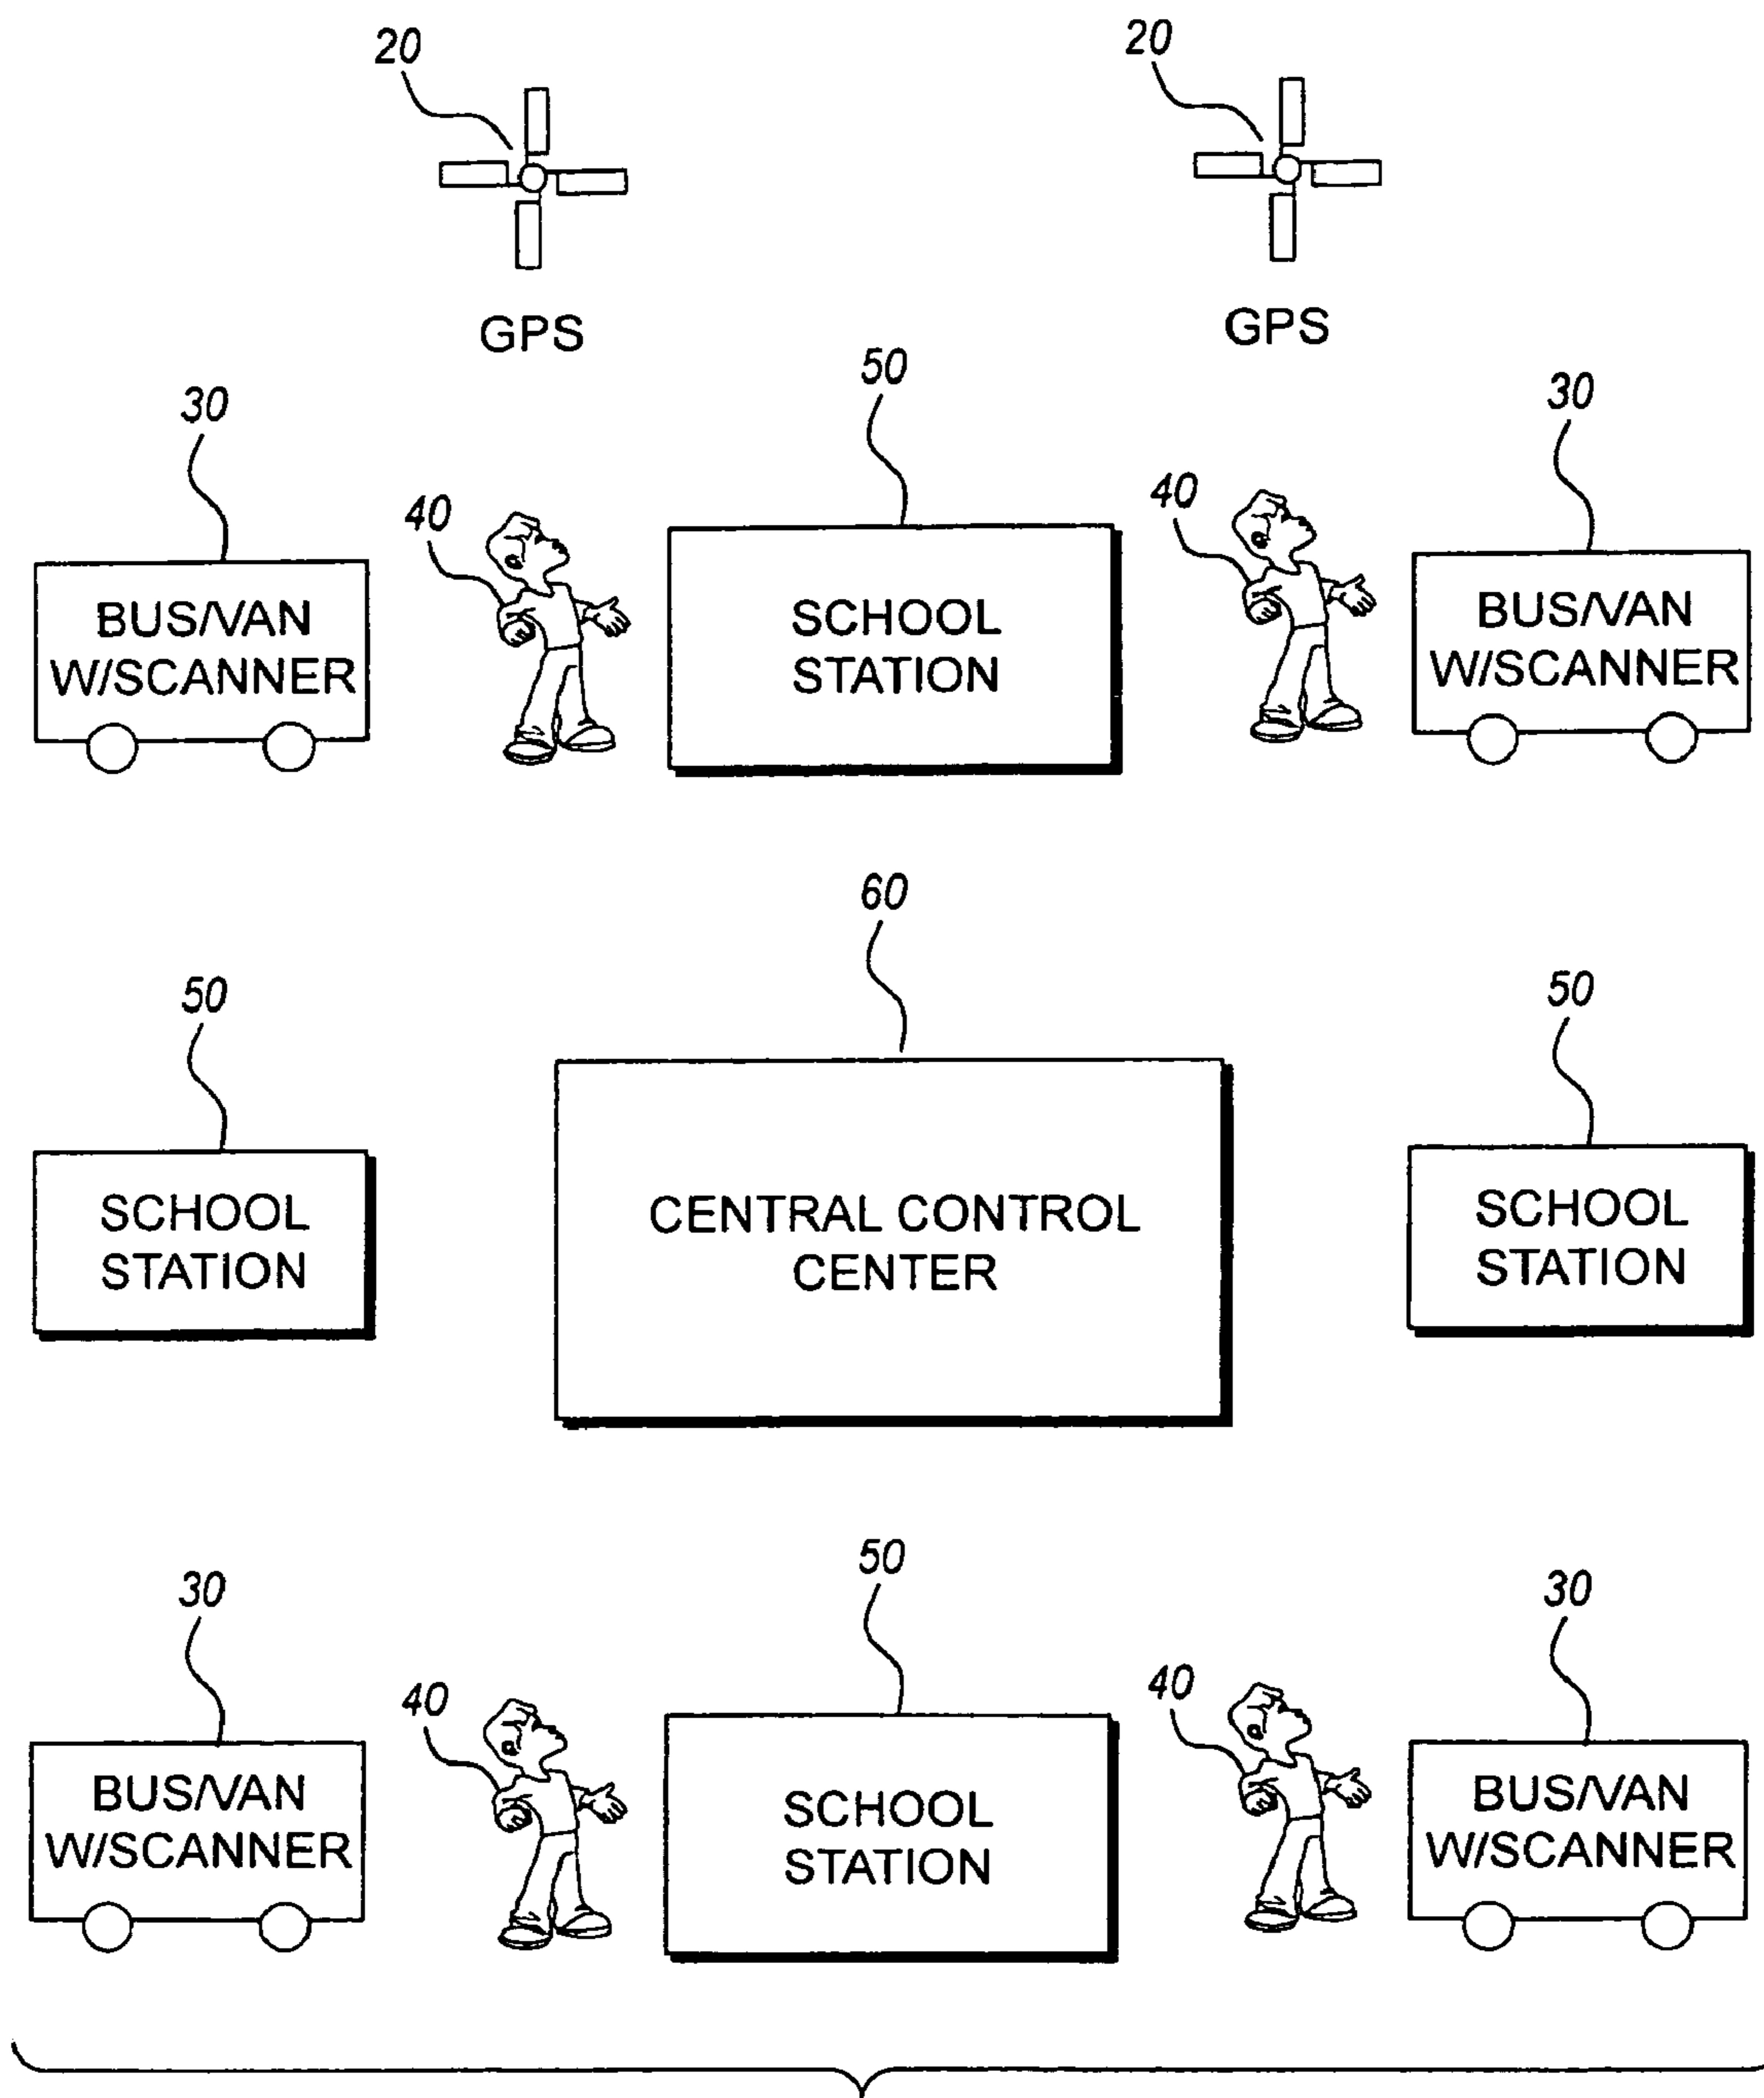 20
20
GPS
GPS
50
30
30
40
40
BUS/VAN
W/SCANNER
SCHOOL
STATION
BUS/VAN
W/SCANNER
60
50
50
SCHOOL
STATION
CENTRAL CONTROL
CENTER
SCHOOL
STATION
50
30
30
40
40
BUS/VAN
W/SCANNER
SCHOOL
STATION
BUS/VAN
W/SCANNER